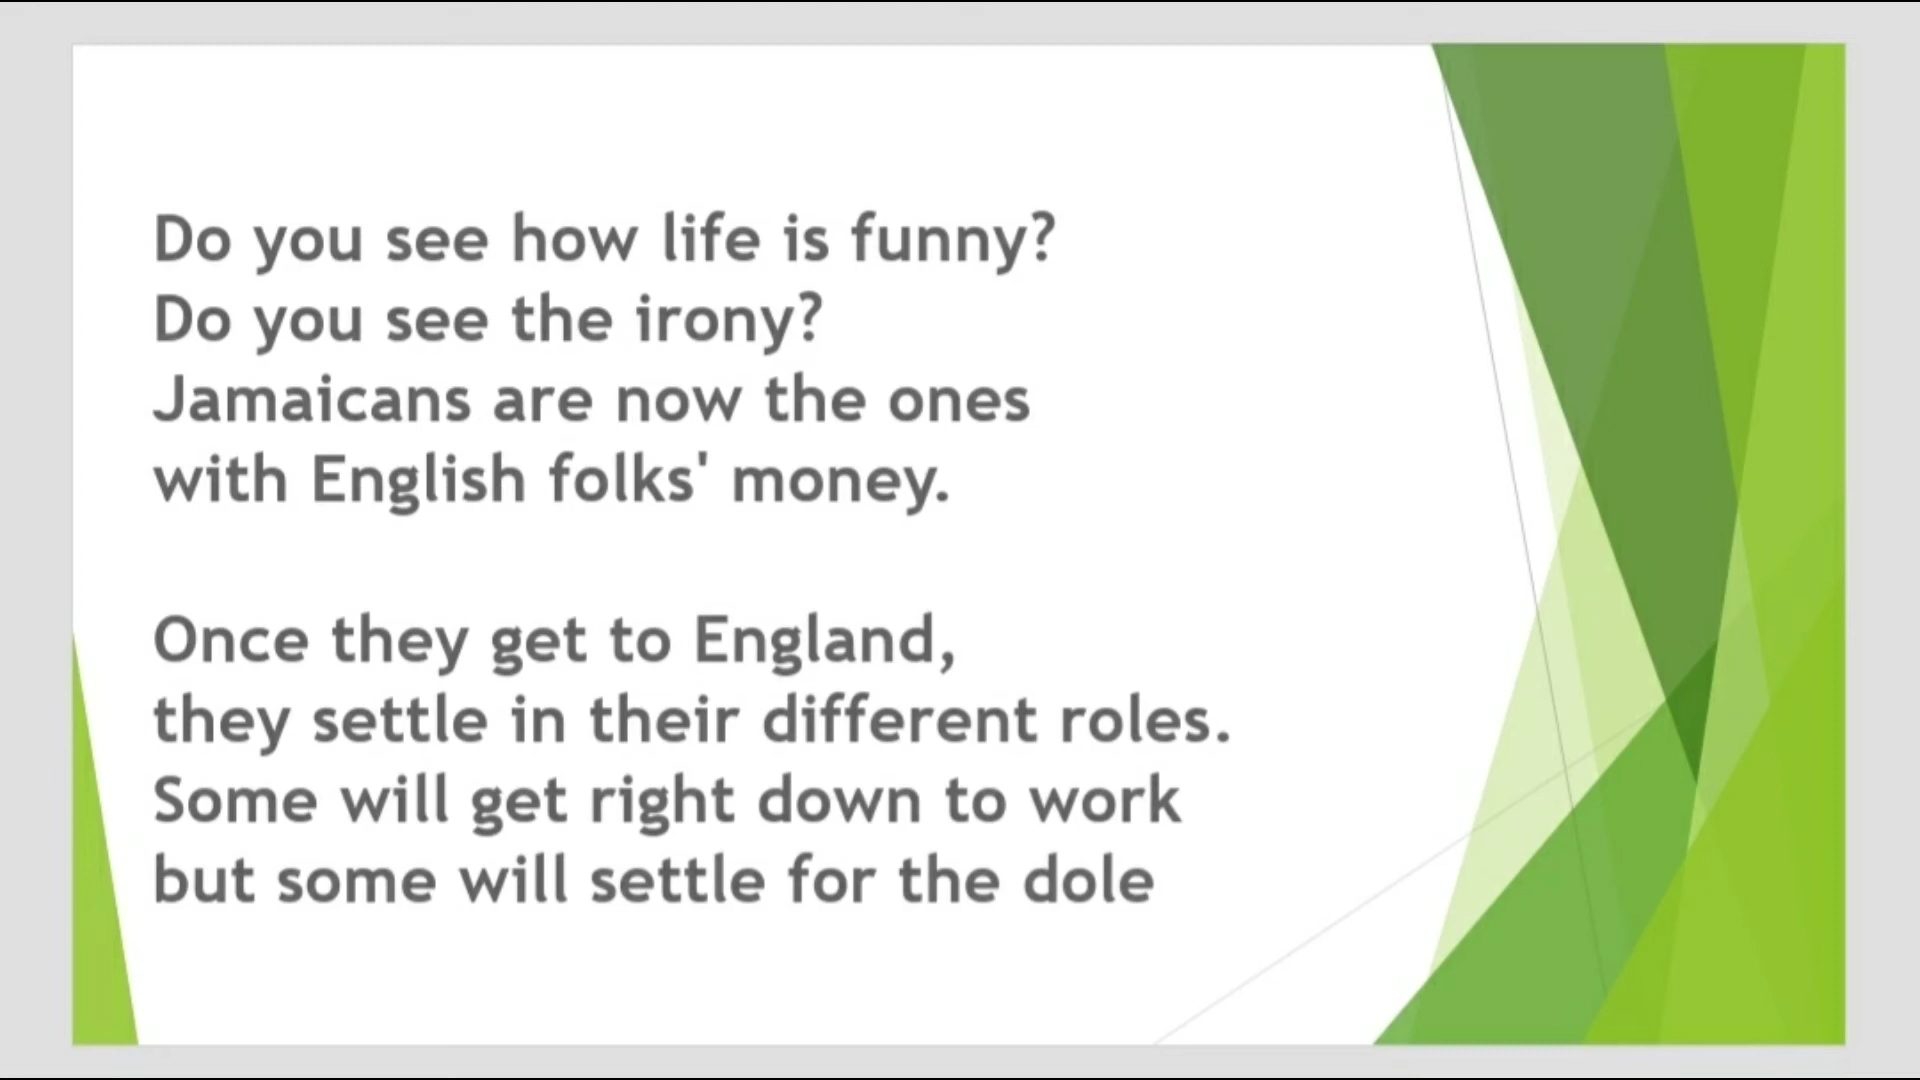 Do you see how life is funny?
Do you see the irony?
Jamaicans are now the ones
with English folks' money.
Once they get to England,
they settle in their different roles.
Some will get right down to work
but some will settle for the dole